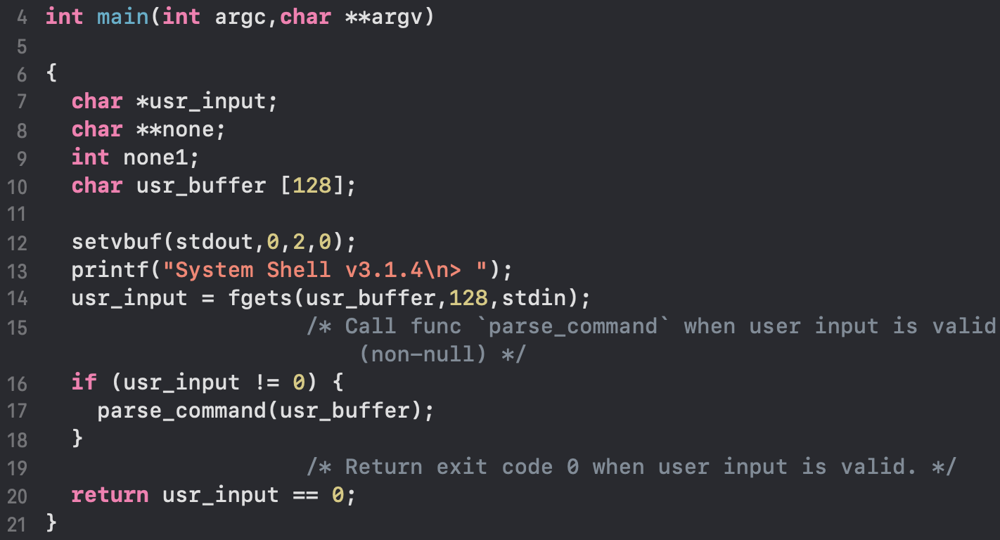 4 int main(int argc,char **argv)
5
6 {
7   char *usr_input;
8   char **none;
9   int none1;
10   char usr_buffer [128];
11
12   setvbuf(stdout,0,2,0);
13   printf("System Shell v3.1.4\n> ");
14   usr_input = fgets(usr_buffer,128,stdin);
15                     /* Call func `parse_command` when user input is valid
                         (non-null) */
16   if (usr_input != 0) {
17     parse_command(usr_buffer);
18   }
19                     /* Return exit code 0 when user input is valid. */
20   return usr_input == 0;
21 }